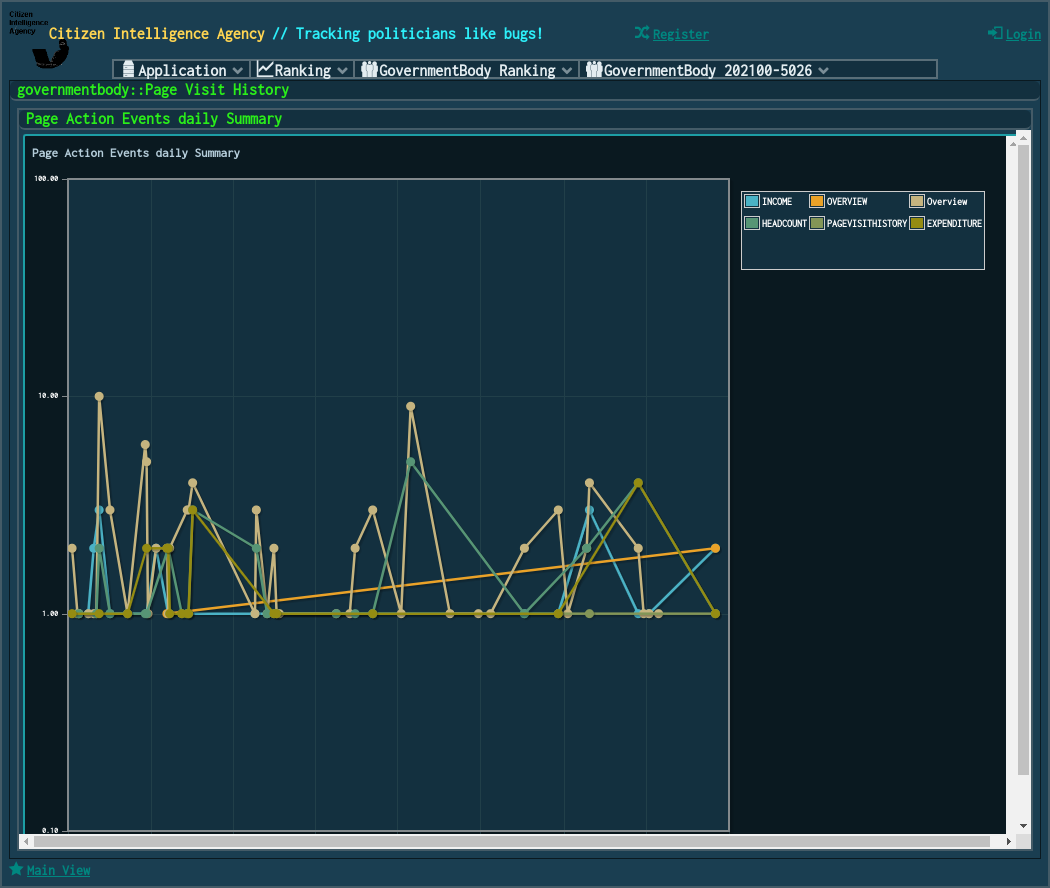 Citizen
Intelligence
Agency
Citizen Intelligence Agency // Tracking politicians like bugs!
Register
Login
Application
Ranking
GovernmentBody Ranking
GovernmentBody 202100-5026
governmentbody::Page Visit History
Page Action Events daily Summary
Page Action Events daily Summary
100.00
10.00
1.00
0.10
INCOME OVERVIEW Overview
HEADCOUNT PAGEVISITHISTORY EXPENDITURE
Main View